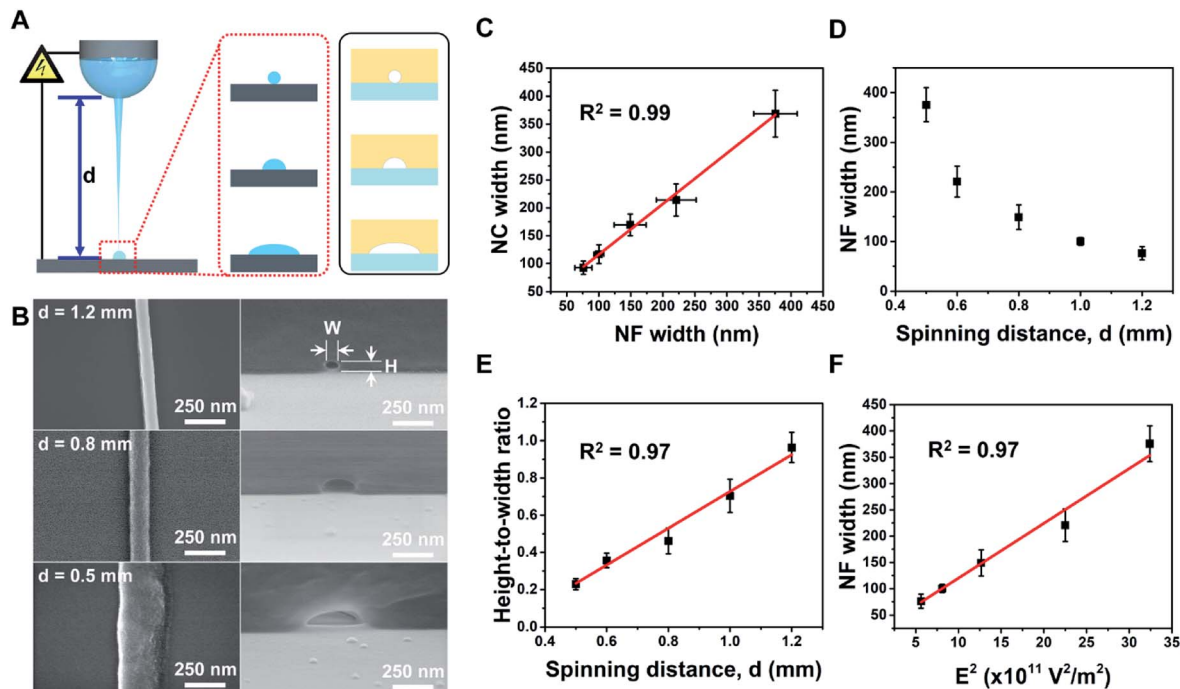 A
d
B
d = 1.2 mm
250 nm
W
H
250 nm
d = 0.8 mm
250 nm
250 nm
d = 0.5 mm
250 nm
250 nm
C
R² = 0.99
NC width (nm)
450
400
350
300
250
200
150
100
50
50 100 150 200 250 300 350 400 450
NF width (nm)
D
NF width (nm)
400
300
200
100
0
0.4 0.6 0.8 1.0 1.2
Spinning distance, d (mm)
E
R² = 0.97
Height-to-width ratio
1.2
1.0
0.8
0.6
0.4
0.2
0.0
0.4 0.6 0.8 1.0 1.2
Spinning distance, d (mm)
F
R² = 0.97
NF width (nm)
450
400
350
300
250
200
150
100
50
5 10 15 20 25 30 35
E² (x10¹¹ V²/m²)